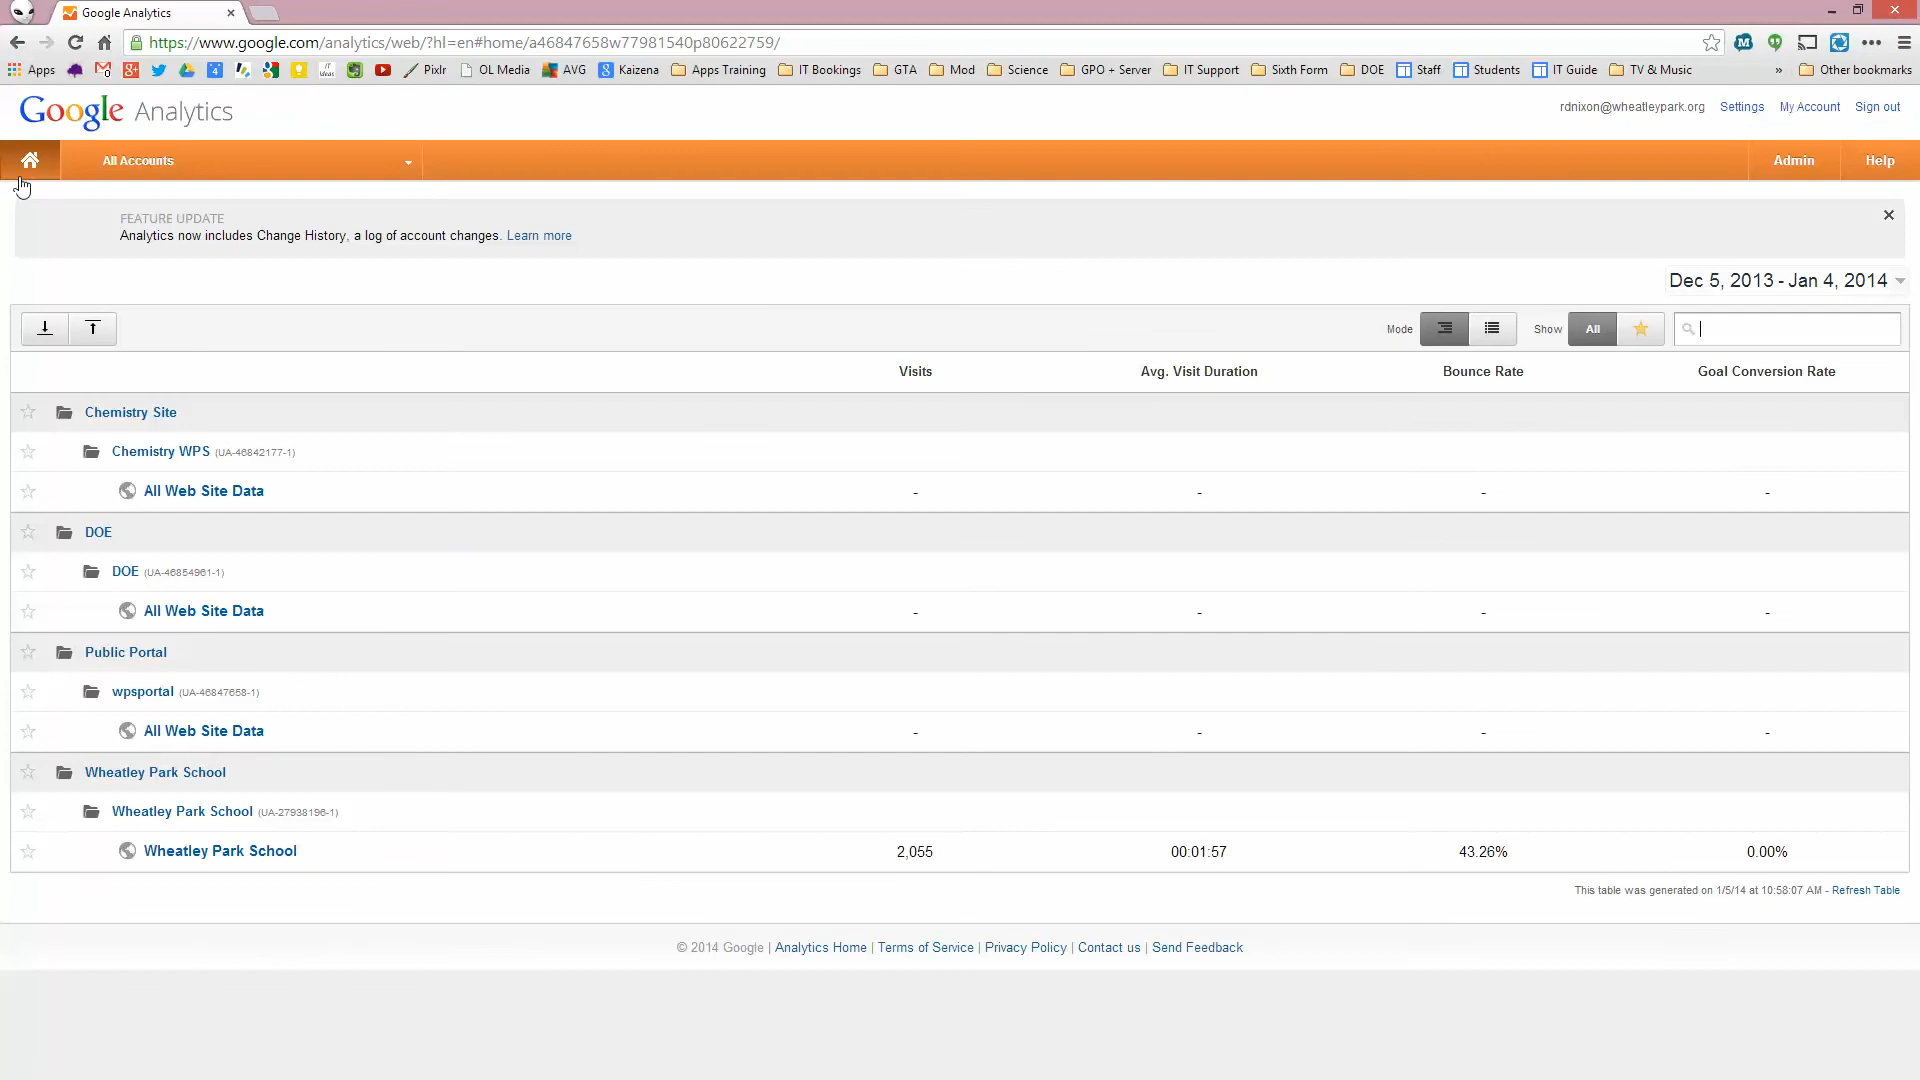 Google Analytics
https://www.google.com/analytics/web/?hl=en#home/a46847658w77981540p80622759/
Apps Pixlr OL Media AVG Kaizena Apps Training IT Bookings GTA Mod Science GPO + Server IT Support Sixth Form DOE Staff Students IT Guide TV & Music » Other bookmarks
Google Analytics
rdnixon@wheatleypark.org Settings My Account Sign out
All Accounts Admin Help
FEATURE UPDATE
Analytics now includes Change History, a log of account changes. Learn more
Dec 5, 2013 - Jan 4, 2014
Mode Show All
Visits Avg. Visit Duration Bounce Rate Goal Conversion Rate
Chemistry Site
Chemistry WPS (UA-46842177-1)
All Web Site Data - - - -
DOE
DOE (UA-46854961-1)
All Web Site Data - - - -
Public Portal
wpsportal (UA-46847658-1)
All Web Site Data - - - -
Wheatley Park School
Wheatley Park School (UA-27938196-1)
Wheatley Park School 2,055 00:01:57 43.26% 0.00%
This table was generated on 1/5/14 at 10:58:07 AM - Refresh Table
© 2014 Google | Analytics Home | Terms of Service | Privacy Policy | Contact us | Send Feedback